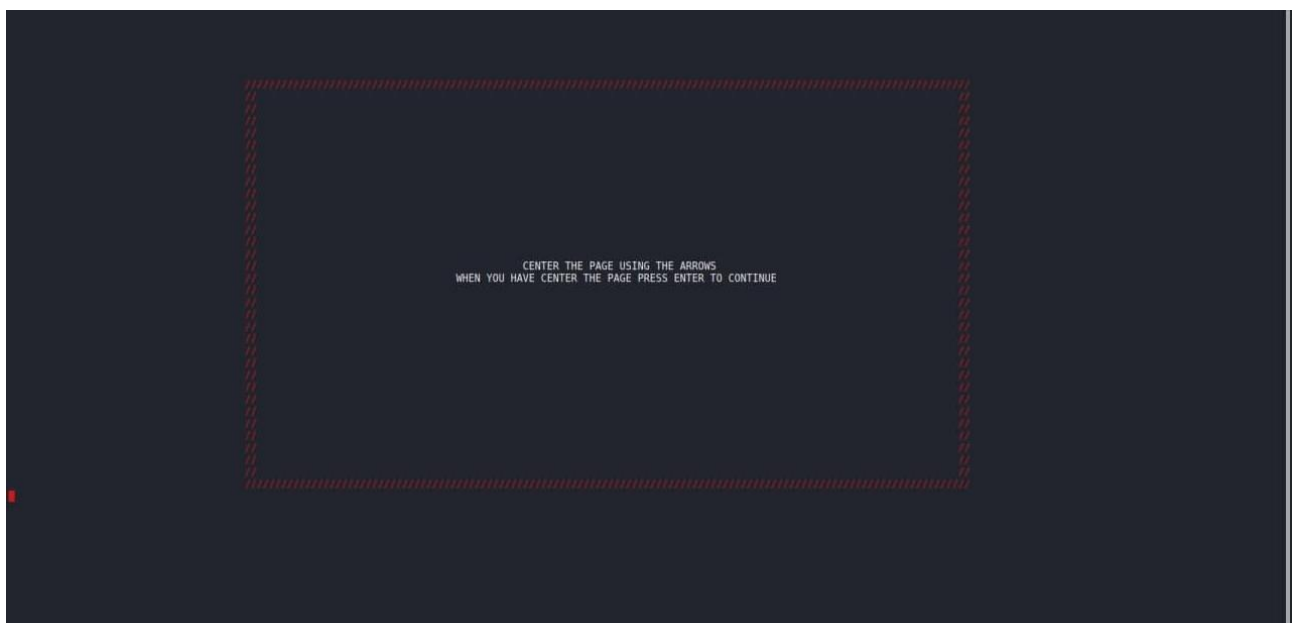 CENTER THE PAGE USING THE ARROWS
WHEN YOU HAVE CENTER THE PAGE PRESS ENTER TO CONTINUE